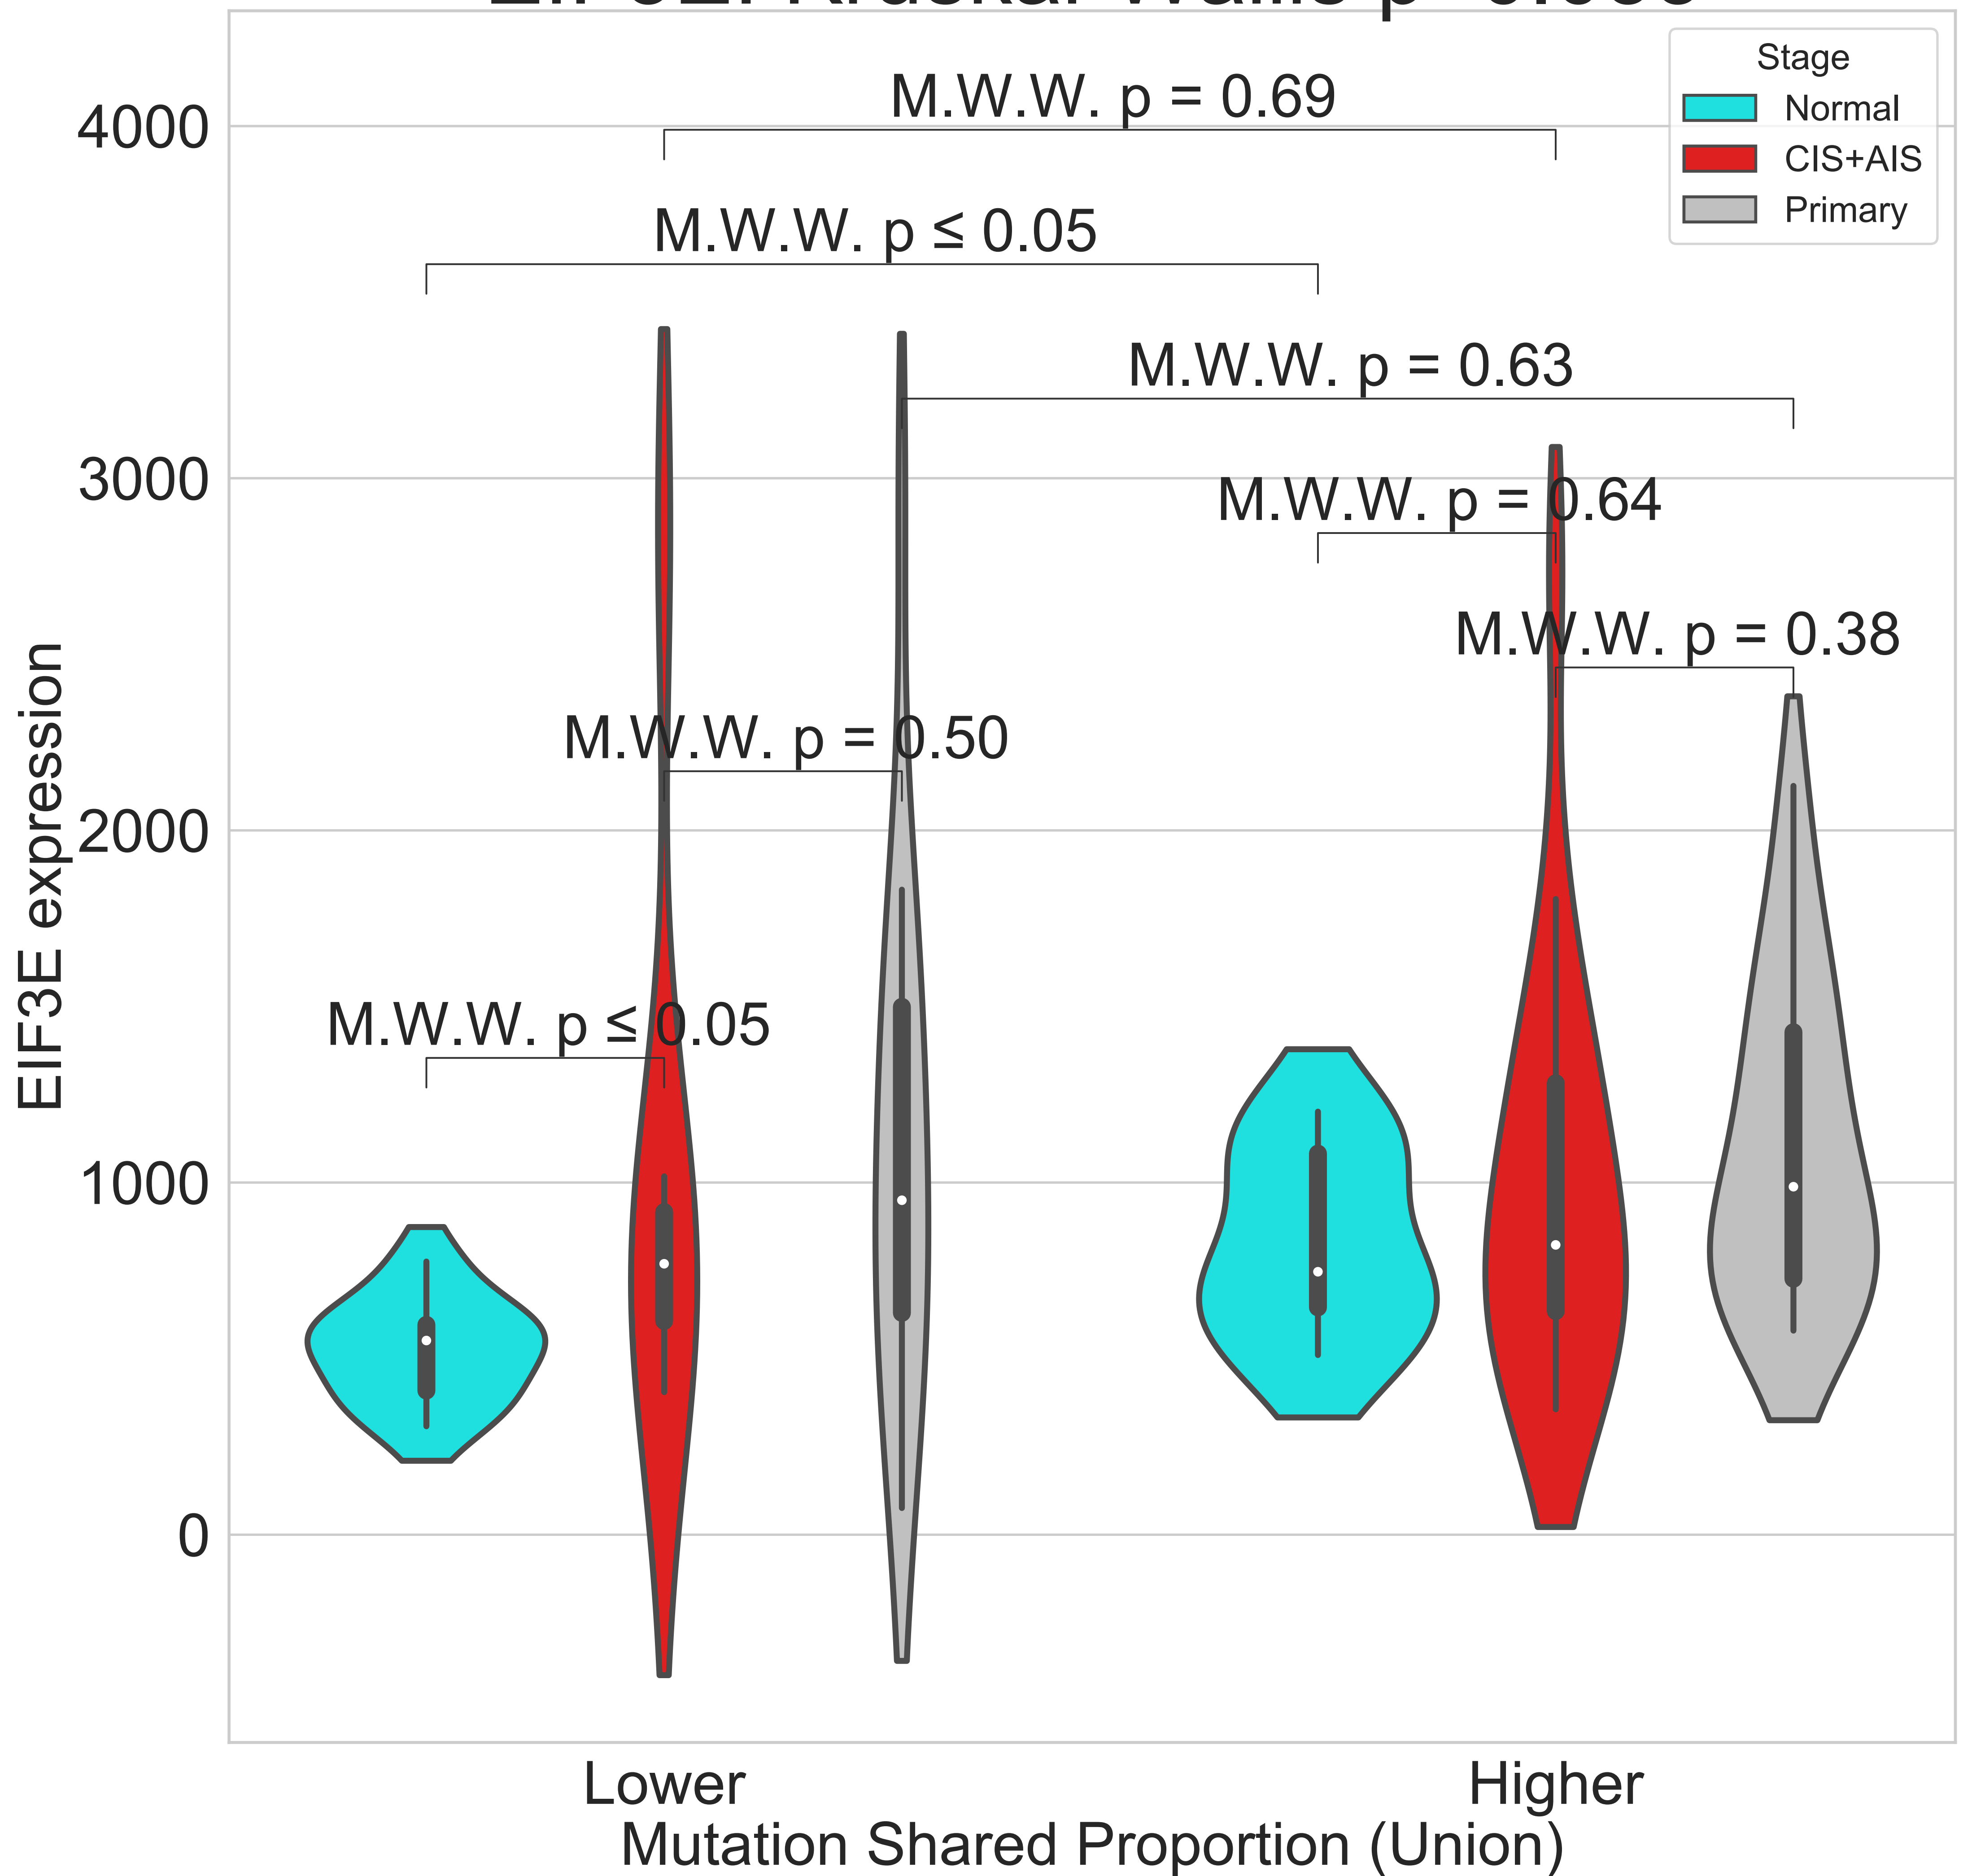 Stage
Normal
CIS+AIS
Primary
M.W.W. p = 0.69
M.W.W. p ≤ 0.05
M.W.W. p = 0.63
M.W.W. p = 0.64
M.W.W. p = 0.38
M.W.W. p = 0.50
M.W.W. p ≤ 0.05
4000
3000
2000
1000
0
EIF3E expression
Lower
Higher
Mutation Shared Proportion (Union)